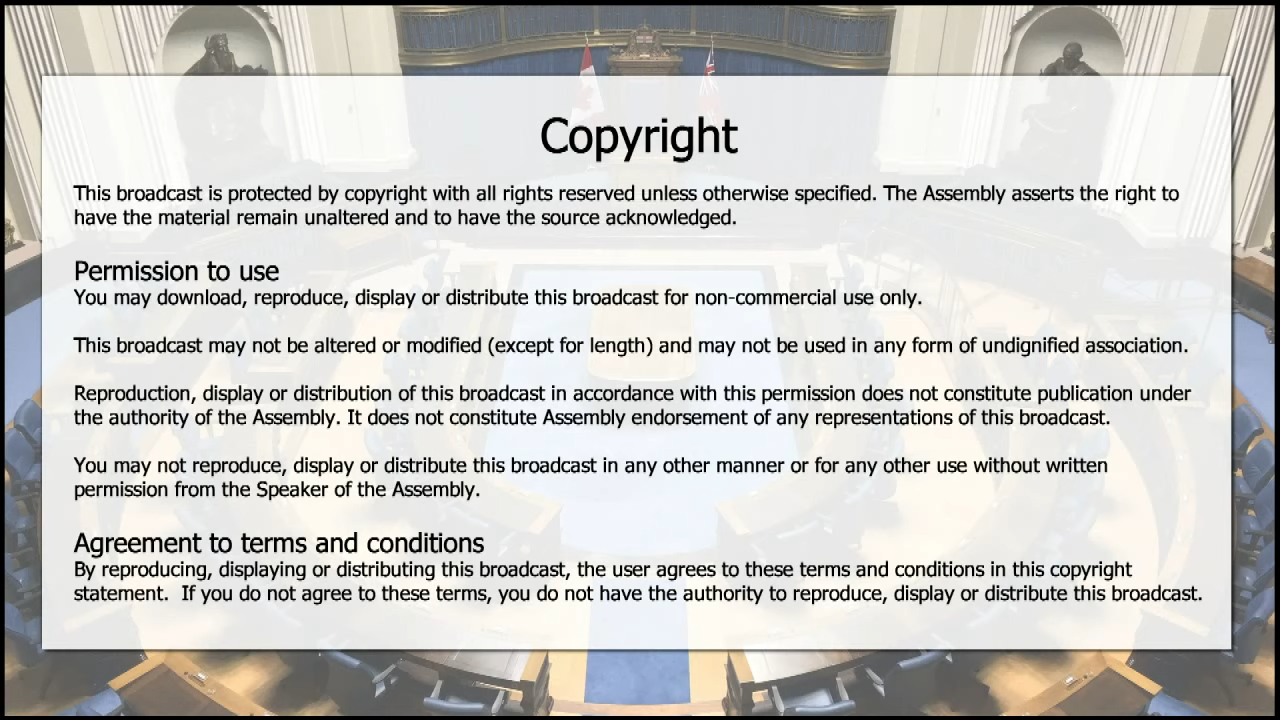 Copyright
This broadcast is protected by copyright with all rights reserved unless otherwise specified. The Assembly asserts the right to
have the material remain unaltered and to have the source acknowledged.
Permission to use
You may download, reproduce, display or distribute this broadcast for non-commercial use only.
This broadcast may not be altered or modified (except for length) and may not be used in any form of undignified association.
Reproduction, display or distribution of this broadcast in accordance with this permission does not constitute publication under
the authority of the Assembly. It does not constitute Assembly endorsement of any representations of this broadcast.
You may not reproduce, display or distribute this broadcast in any other manner or for any other use without written
permission from the Speaker of the Assembly.
Agreement to terms and conditions
By reproducing, displaying or distributing this broadcast, the user agrees to these terms and conditions in this copyright
statement.  If you do not agree to these terms, you do not have the authority to reproduce, display or distribute this broadcast.